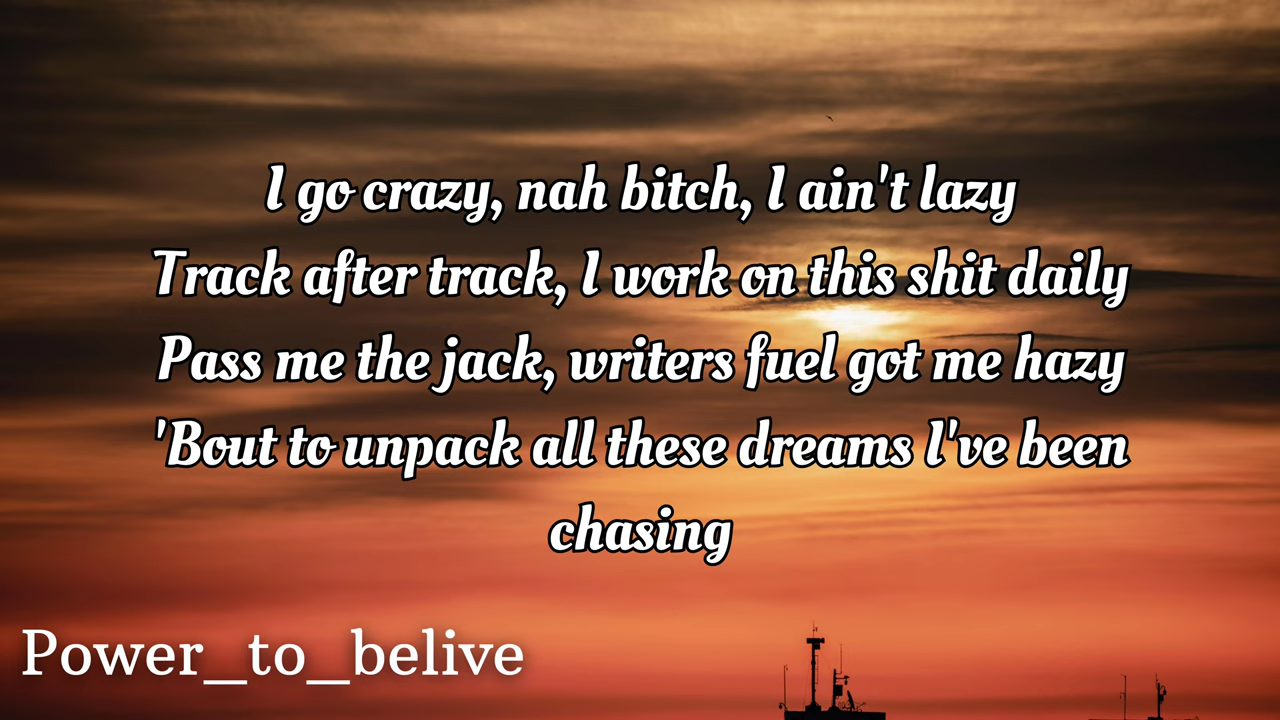 I go crazy, nah bitch, I ain't lazy
Track after track, I work on this shit daily
Pass me the jack, writers fuel got me hazy
'Bout to unpack all these dreams I've been
chasing
Power_to_belive